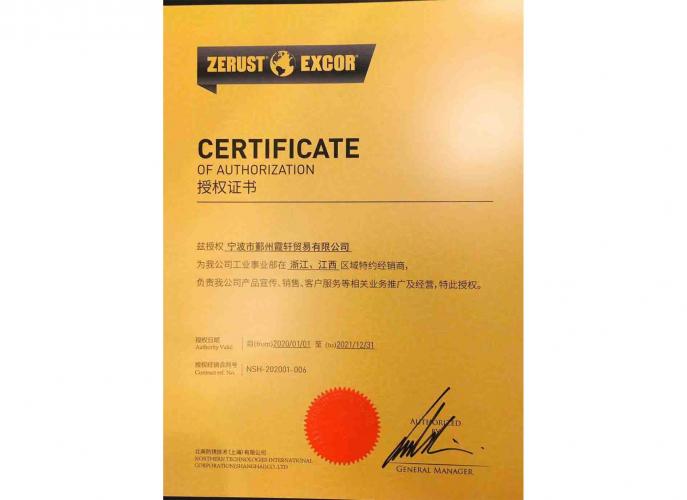 ZERUST® EXCOR®
CERTIFICATE
OF AUTHORIZATION
授权证书
兹授权 宁波市鄞州霞轩贸易有限公司
为我公司工业事业部在 浙江、江西 区域特约经销商,
负责我公司产品宣传、销售、客户服务等相关业务推广及经营,特此授权。
授权日期
Authority Valid
自(from)2020/01/01 至 (to)2021/12/31
授权经销合同号
Contract ref. No.
NSH-202001-006
AUTHORIZED
BY
GENERAL MANAGER
北美防锈技术(上海)有限公司
NORTHERN TECHNOLOGIES INTERNATIONAL
CORPORATION(SHANGHAI)CO.,LTD